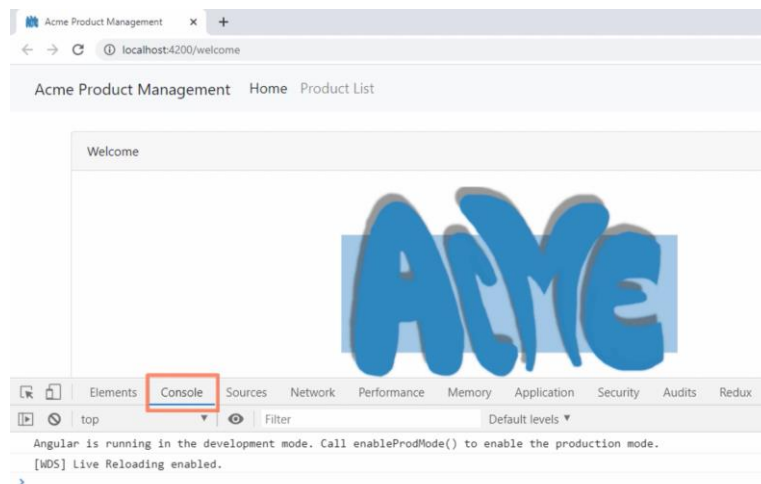 Acme Product Management
localhost:4200/welcome
Acme Product Management Home Product List
Welcome
ACME
Elements Console Sources Network Performance Memory Application Security Audits Redux
top Filter Default levels
Angular is running in the development mode. Call enableProdMode() to enable the production mode.
[WDS] Live Reloading enabled.